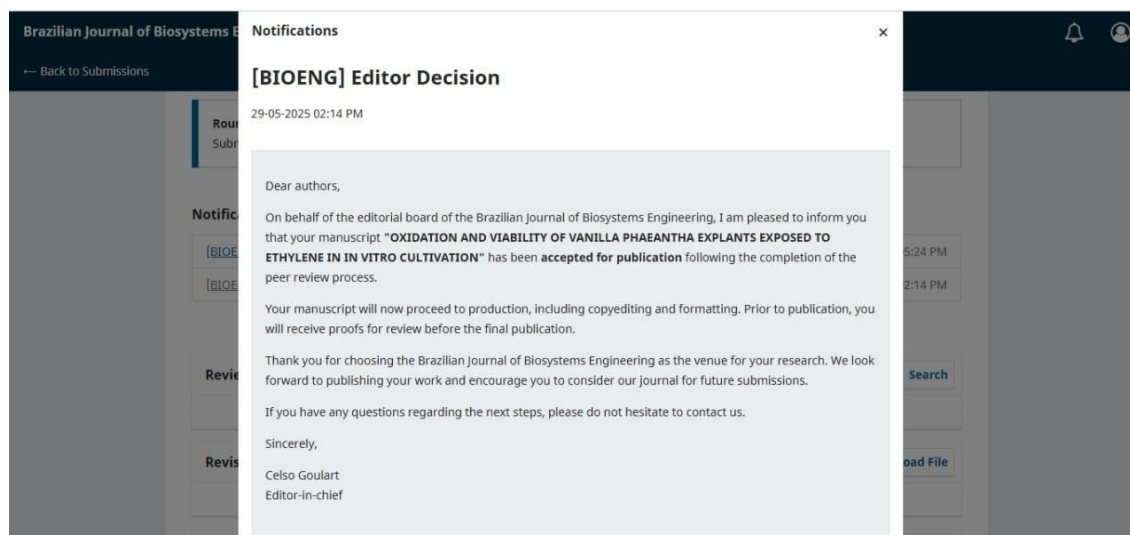 Brazilian Journal of Biosystems E
← Back to Submissions
Notifications
×
[BIOENG] Editor Decision
29-05-2025 02:14 PM
Dear authors,
On behalf of the editorial board of the Brazilian Journal of Biosystems Engineering, I am pleased to inform you
that your manuscript "OXIDATION AND VIABILITY OF VANILLA PHAEANTHA EXPLANTS EXPOSED TO
ETHYLENE IN IN VITRO CULTIVATION" has been accepted for publication following the completion of the
peer review process.
Your manuscript will now proceed to production, including copyediting and formatting. Prior to publication, you
will receive proofs for review before the final publication.
Thank you for choosing the Brazilian Journal of Biosystems Engineering as the venue for your research. We look
forward to publishing your work and encourage you to consider our journal for future submissions.
If you have any questions regarding the next steps, please do not hesitate to contact us.
Sincerely,
Celso Goulart
Editor-in-chief
Roun
Subr
Notific
[BIOE
5:24 PM
[BIOE
2:14 PM
Revie
Search
Revis
oad File